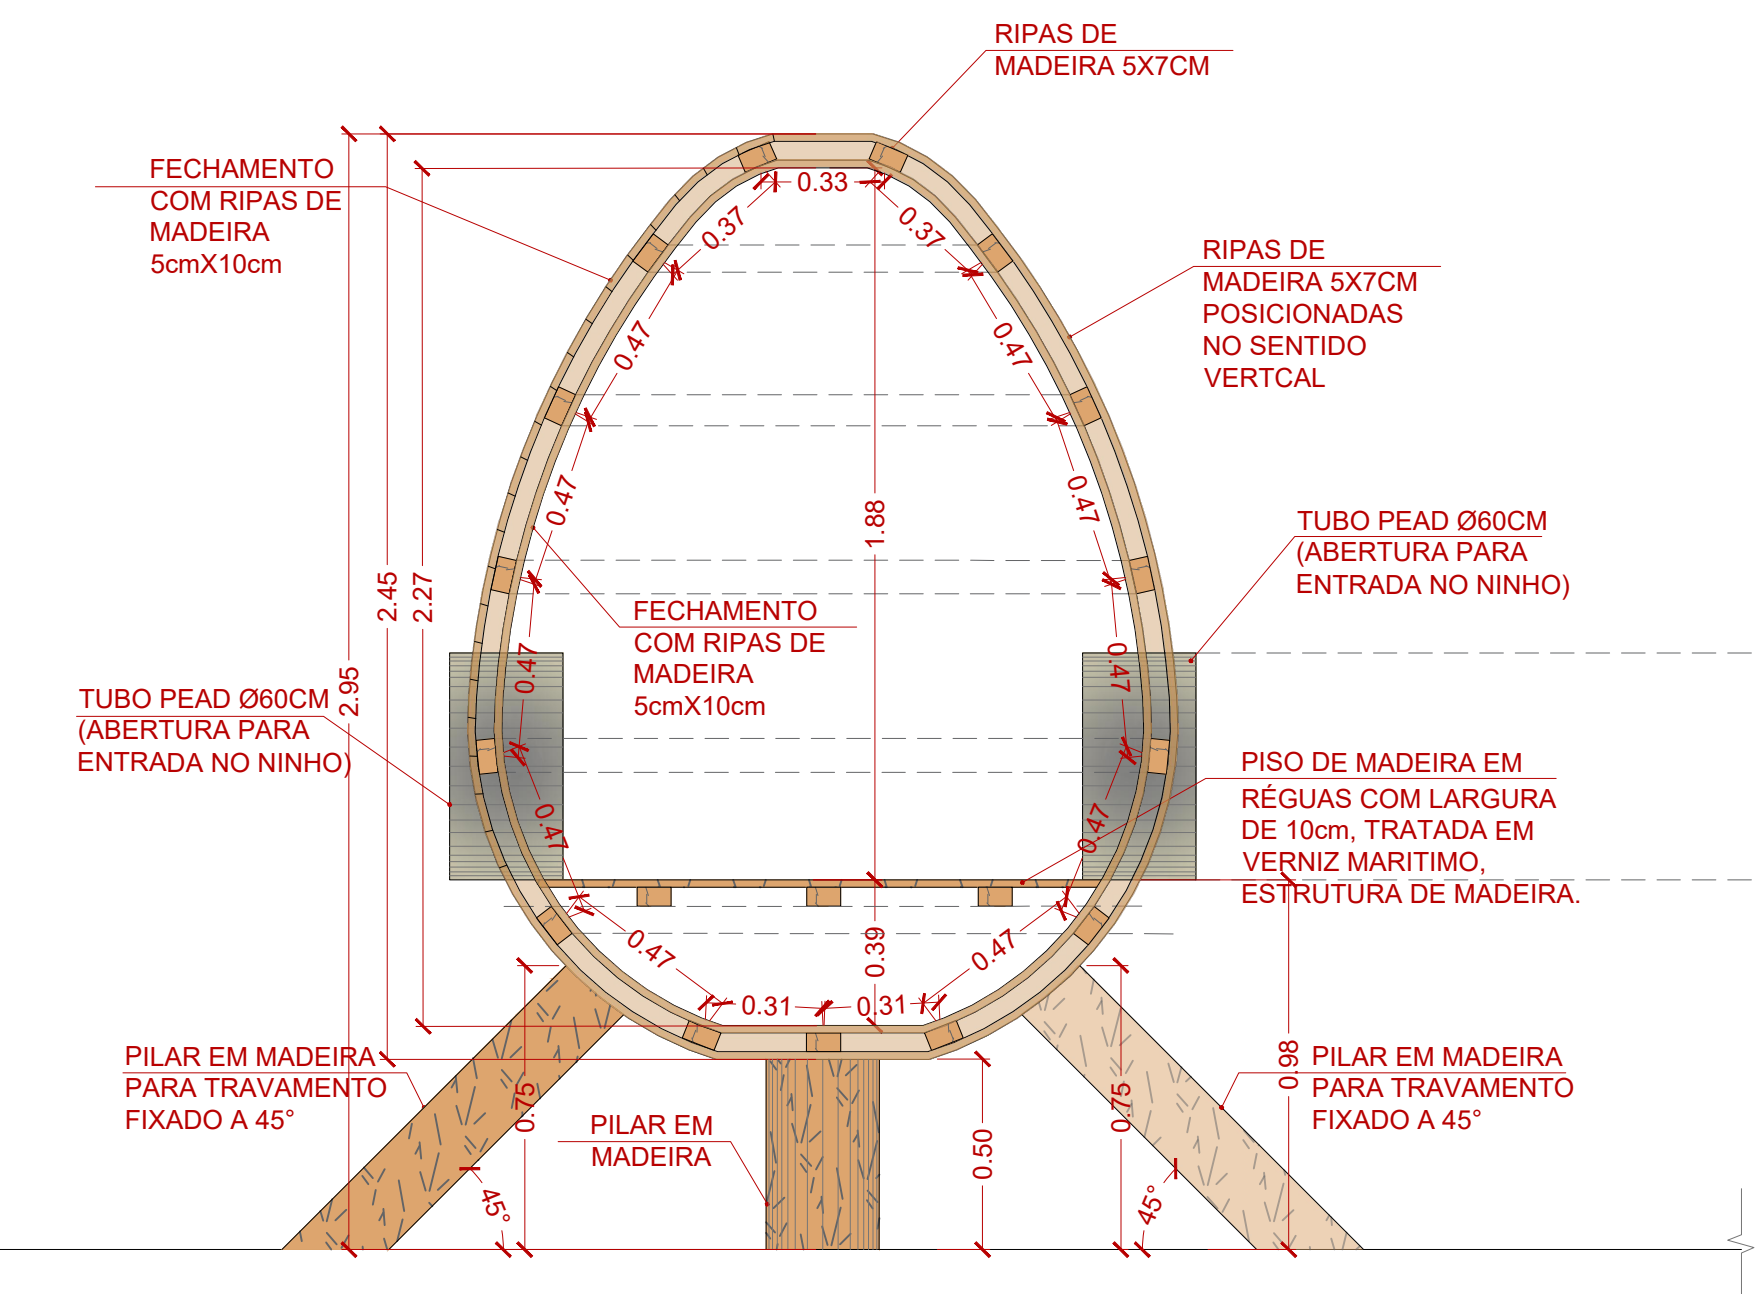 RIPAS DE
MADEIRA 5X7CM
FECHAMENTO
COM RIPAS DE
MADEIRA
5cmX10cm
RIPAS DE
MADEIRA 5X7CM
POSICIONADAS
NO SENTIDO
VERTCAL
TUBO PEAD Ø60CM
(ABERTURA PARA
ENTRADA NO NINHO)
FECHAMENTO
COM RIPAS DE
MADEIRA
5cmX10cm
TUBO PEAD Ø60CM
(ABERTURA PARA
ENTRADA NO NINHO)
PISO DE MADEIRA EM
RÉGUAS COM LARGURA
DE 10cm, TRATADA EM
VERNIZ MARITIMO,
ESTRUTURA DE MADEIRA.
PILAR EM MADEIRA
PARA TRAVAMENTO
FIXADO A 45°
PILAR EM
MADEIRA
PILAR EM MADEIRA
PARA TRAVAMENTO
FIXADO A 45°
0.33
0.37
0.37
0.47
0.47
0.47
0.47
0.47
0.47
0.47
0.47
0.47
0.47
0.31
0.31
1.88
0.39
2.95
2.45
2.27
0.75
0.75
0.50
0.98
45°
45°